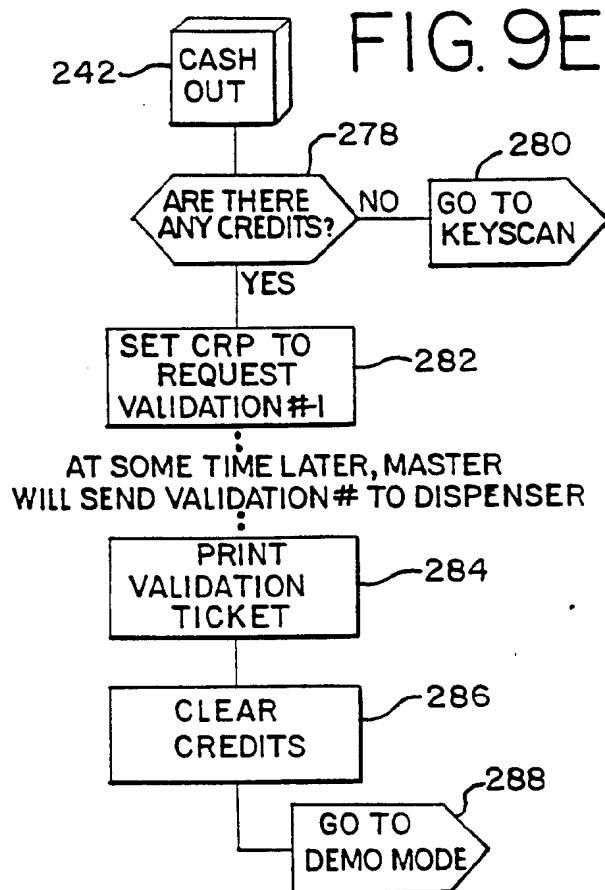 FIG. 9E
242
CASH
OUT
278
280
ARE THERE
ANY CREDITS?
NO
GO TO
KEYSCAN
YES
SET CRP TO
REQUEST
VALIDATION #-1
282
AT SOME TIME LATER, MASTER
WILL SEND VALIDATION # TO DISPENSER
PRINT
VALIDATION
TICKET
284
CLEAR
CREDITS
286
288
GO TO
DEMO MODE